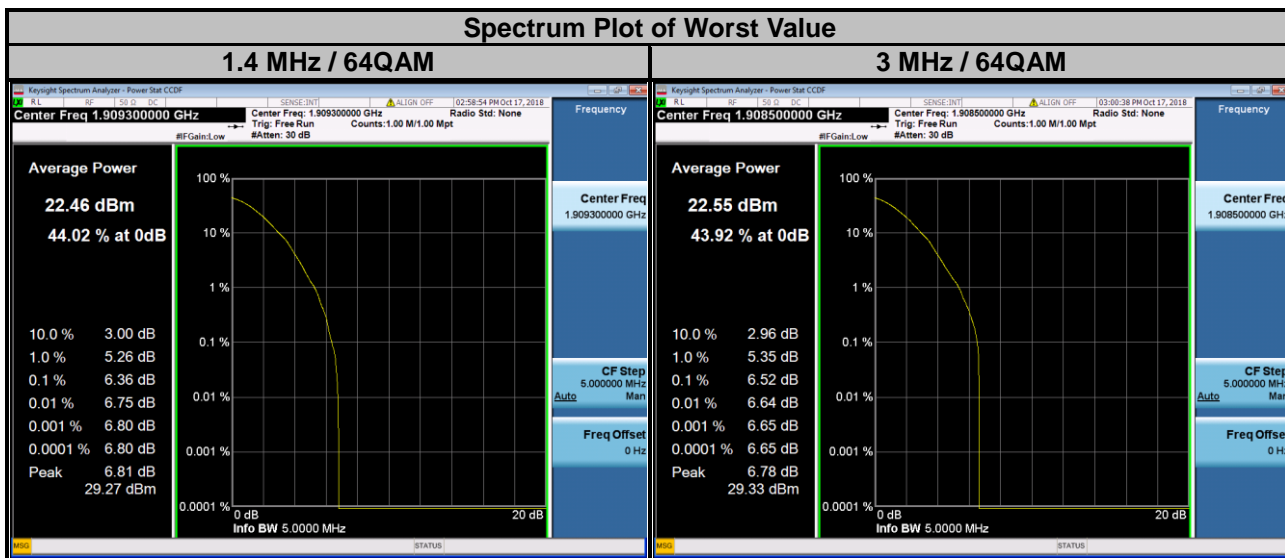 Spectrum Plot of Worst Value
1.4 MHz / 64QAM
3 MHz / 64QAM
Keysight Spectrum Analyzer - Power Stat CCDF
RL RF 50 Ω DC SENSE:INT ALIGN OFF 02:58:54 PM Oct 17, 2018
Center Freq 1.909300000 GHz
Center Freq: 1.909300000 GHz
Radio Std: None
Trig: Free Run
Counts:1.00 M/1.00 Mpt
#IFGain:Low
#Atten: 30 dB
Frequency
Average Power
22.46 dBm
44.02 % at 0dB
10.0 % 3.00 dB
1.0 % 5.26 dB
0.1 % 6.36 dB
0.01 % 6.75 dB
0.001 % 6.80 dB
0.0001 % 6.80 dB
Peak 6.81 dB
29.27 dBm
100 %
10 %
1 %
0.1 %
0.01 %
0.001 %
0.0001 %
0 dB
20 dB
Info BW 5.0000 MHz
Center Freq
1.909300000 GHz
CF Step
5.000000 MHz
Auto Man
Freq Offset
0 Hz
MSG
STATUS
Keysight Spectrum Analyzer - Power Stat CCDF
RL RF 50 Ω DC SENSE:INT ALIGN OFF 03:00:38 PM Oct 17, 2018
Center Freq 1.908500000 GHz
Center Freq: 1.908500000 GHz
Radio Std: None
Trig: Free Run
Counts:1.00 M/1.00 Mpt
#IFGain:Low
#Atten: 30 dB
Frequency
Average Power
22.55 dBm
43.92 % at 0dB
10.0 % 2.96 dB
1.0 % 5.35 dB
0.1 % 6.52 dB
0.01 % 6.64 dB
0.001 % 6.65 dB
0.0001 % 6.65 dB
Peak 6.78 dB
29.33 dBm
100 %
10 %
1 %
0.1 %
0.01 %
0.001 %
0.0001 %
0 dB
20 dB
Info BW 5.0000 MHz
Center Freq
1.908500000 GHz
CF Step
5.000000 MHz
Auto Man
Freq Offset
0 Hz
MSG
STATUS